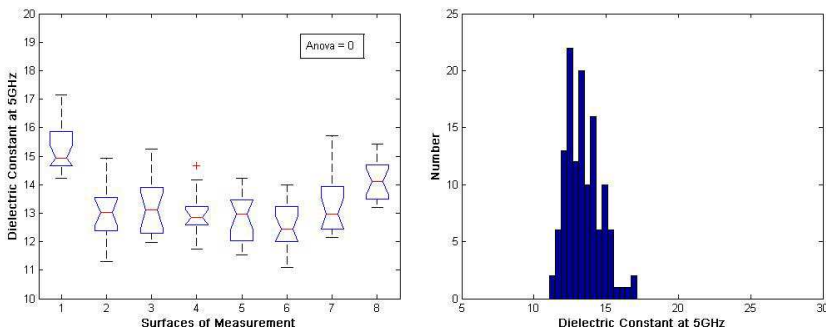 20
19
18
17
16
15
14
13
12
11
10
Dielectric Constant at 5GHz
Anova = 0
1 2 3 4 5 6 7 8
Surfaces of Measurement
25
20
15
10
5
0
Number
5 10 15 20 25 30
Dielectric Constant at 5GHz